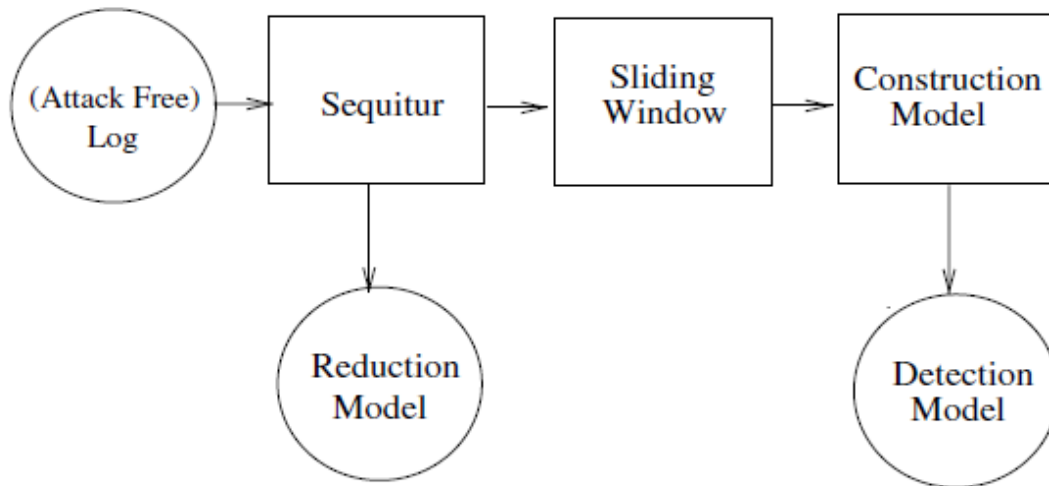 (Attack Free)
Log
Sequitur
Sliding
Window
Construction
Model
Reduction
Model
Detection
Model